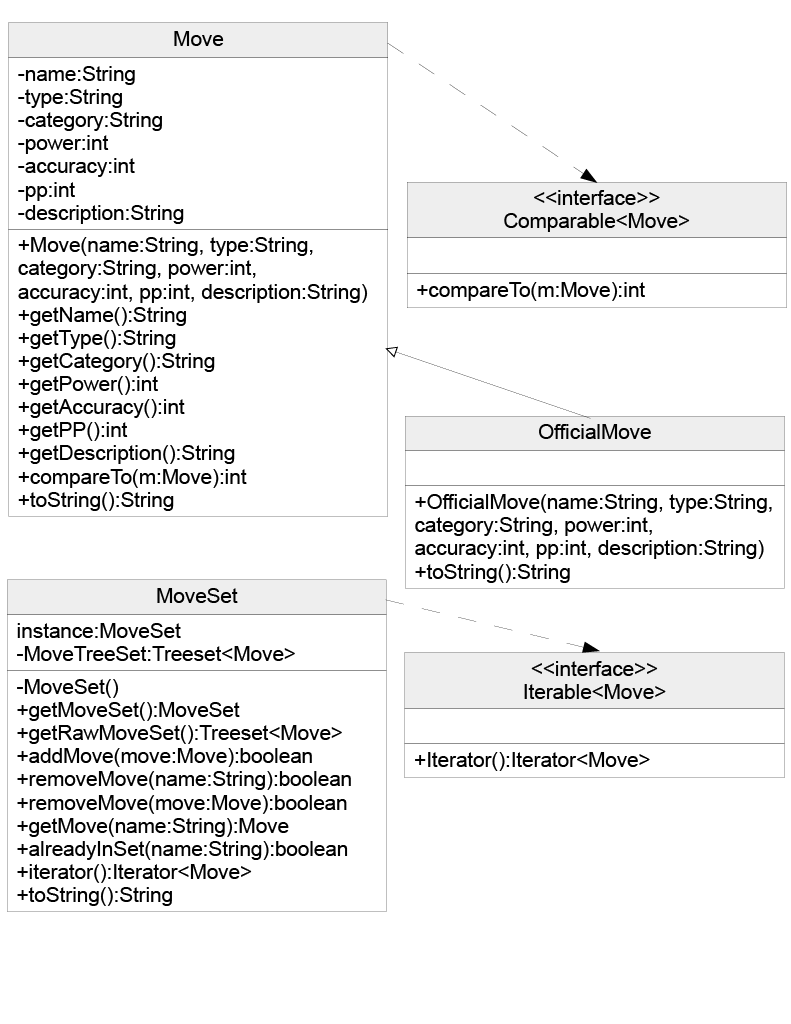 Move
-name:String
-type:String
-category:String
-power:int
-accuracy:int
-pp:int
-description:String
+Move(name:String, type:String,
category:String, power:int,
accuracy:int, pp:int, description:String)
+getName():String
+getType():String
+getCategory():String
+getPower():int
+getAccuracy():int
+getPP():int
+getDescription():String
+compareTo(m:Move):int
+toString():String
<<interface>>
Comparable<Move>
+compareTo(m:Move):int
OfficialMove
+OfficialMove(name:String, type:String,
category:String, power:int,
accuracy:int, pp:int, description:String)
+toString():String
MoveSet
instance:MoveSet
-MoveTreeSet:Treeset<Move>
-MoveSet()
+getMoveSet():MoveSet
+getRawMoveSet():Treeset<Move>
+addMove(move:Move):boolean
+removeMove(name:String):boolean
+removeMove(move:Move):boolean
+getMove(name:String):Move
+alreadyInSet(name:String):boolean
+iterator():Iterator<Move>
+toString():String
<<interface>>
Iterable<Move>
+Iterator():Iterator<Move>